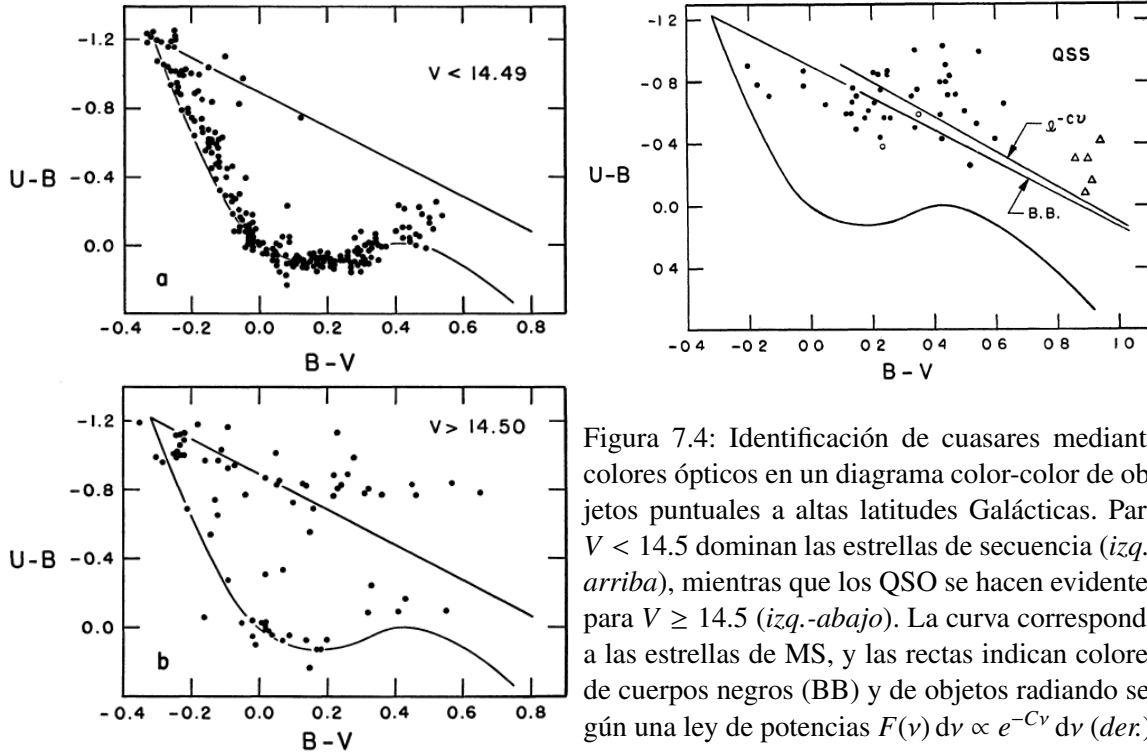 -1.2
-0.8
-0.4
0.0
U-B
V < 14.49
a
-0.4 -0.2 0.0 0.2 0.4 0.6 0.8
B-V
-1.2
-0.8
-0.4
0.0
0 4
U-B
QSS
e^-cν
B.B.
-0 4 -0 2 0 0 0 2 0 4 0 6 0 8 1 0
B-V
-1.2
-0.8
-0.4
0.0
U-B
V > 14.50
b
-0.4 -0.2 0.0 0.2 0.4 0.6 0.8
B-V
Figura 7.4: Identificación de cuasares mediant
colores ópticos en un diagrama color-color de ob
jetos puntuales a altas latitudes Galácticas. Par
V < 14.5 dominan las estrellas de secuencia (izq.
arriba), mientras que los QSO se hacen evidente
para V ≥ 14.5 (izq.-abajo). La curva correspond
a las estrellas de MS, y las rectas indican colore
de cuerpos negros (BB) y de objetos radiando se
gún una ley de potencias F(ν) dν ∝ e^−Cν dν (der.)